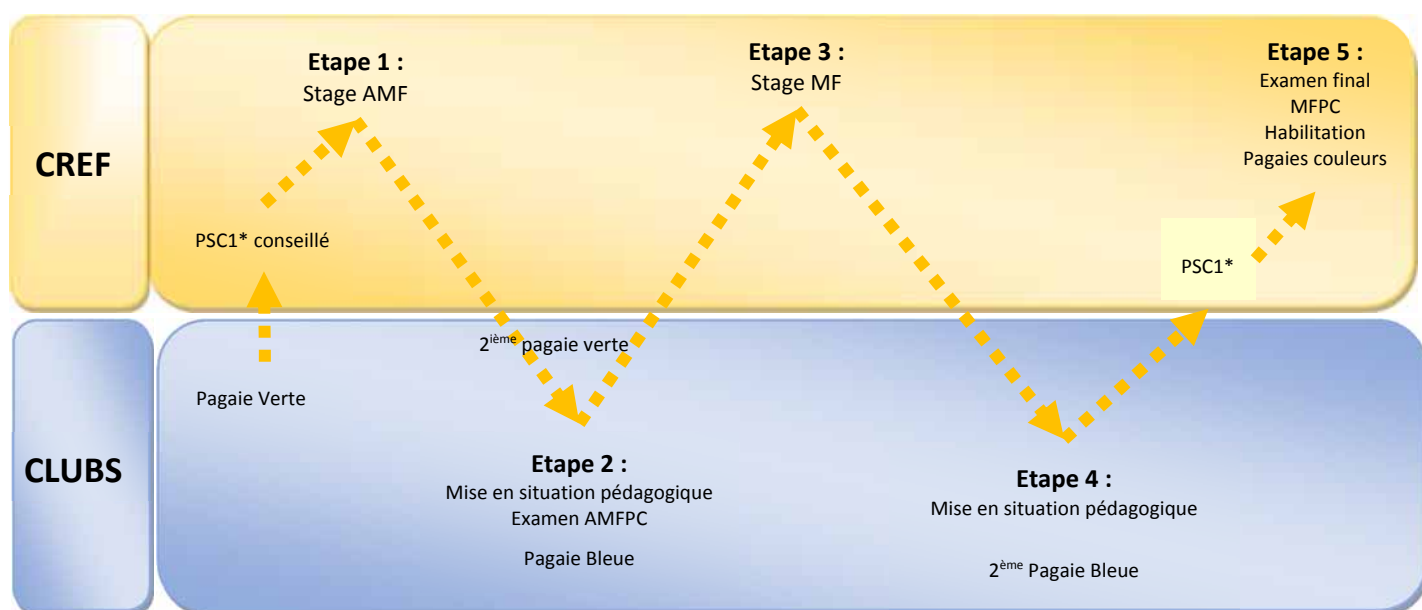 CREF
Etape 1 :
Stage AMF
Etape 3 :
Stage MF
Etape 5 :
Examen final
MFPC
Habilitation
Pagaies couleurs
PSC1* conseillé
PSC1*
2ième pagaie verte
CLUBS
Pagaie Verte
Etape 2 :
Mise en situation pédagogique
Examen AMFPC
Pagaie Bleue
Etape 4 :
Mise en situation pédagogique
2ème Pagaie Bleue